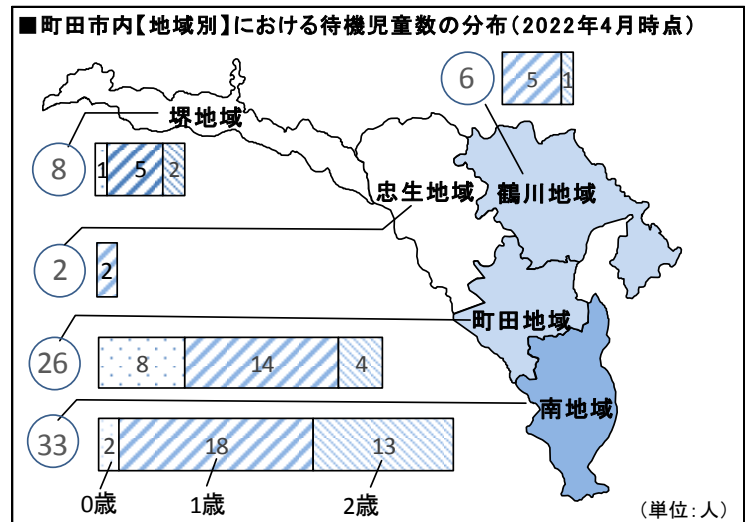 ■町田市内【地域別】における待機児童数の分布(2022年4月時点)
6
5
1
堺地域
8
1
5
2
忠生地域
鶴川地域
2
2
町田地域
26
8
14
4
南地域
33
2
18
13
0歳
1歳
2歳
(単位:人)